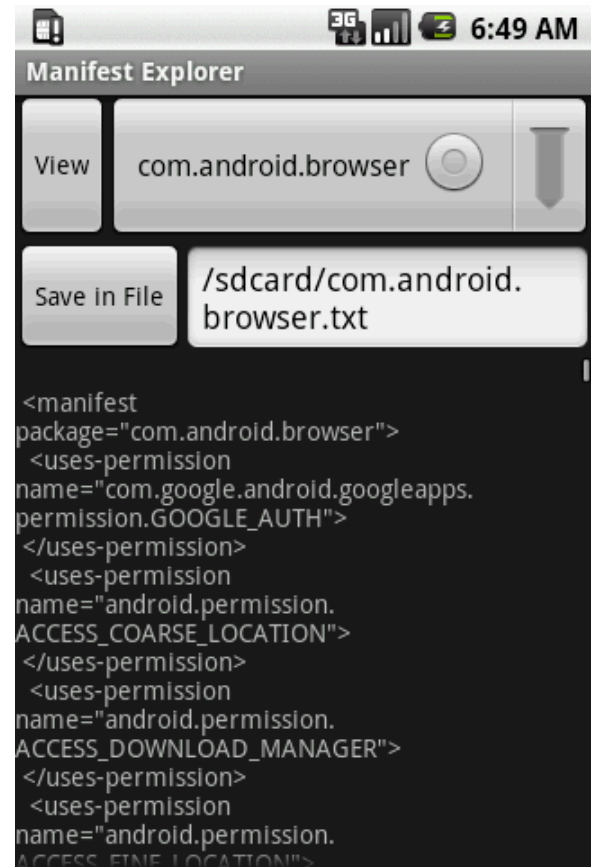 3G 6:49 AM
Manifest Explorer
View com.android.browser
Save in File /sdcard/com.android.
browser.txt
<manifest
package="com.android.browser">
<uses-permission
name="com.google.android.googleapps.
permission.GOOGLE_AUTH">
</uses-permission>
<uses-permission
name="android.permission.
ACCESS_COARSE_LOCATION">
</uses-permission>
<uses-permission
name="android.permission.
ACCESS_DOWNLOAD_MANAGER">
</uses-permission>
<uses-permission
name="android.permission.
ACCESS_FINE_LOCATION">